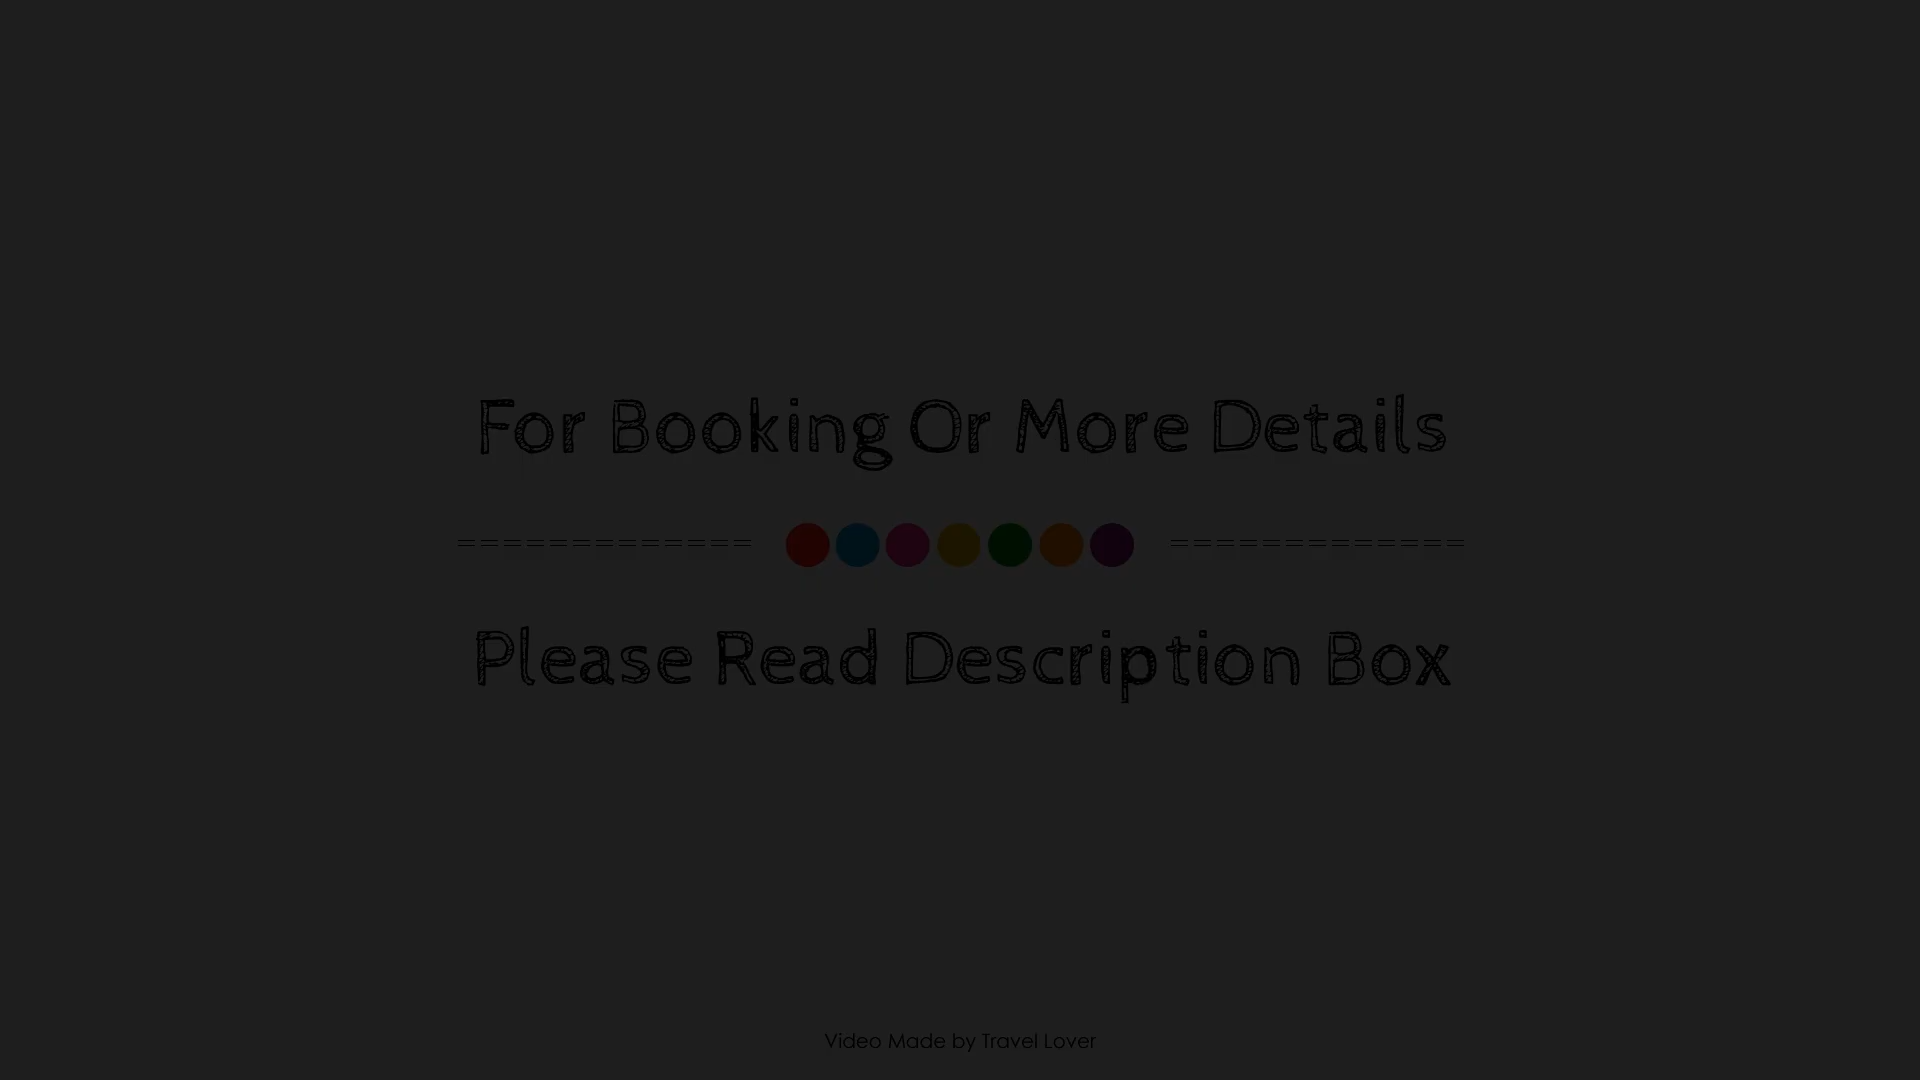 For Booking Or More Details
============= =============
Please Read Description Box
Video Made by Travel Lover